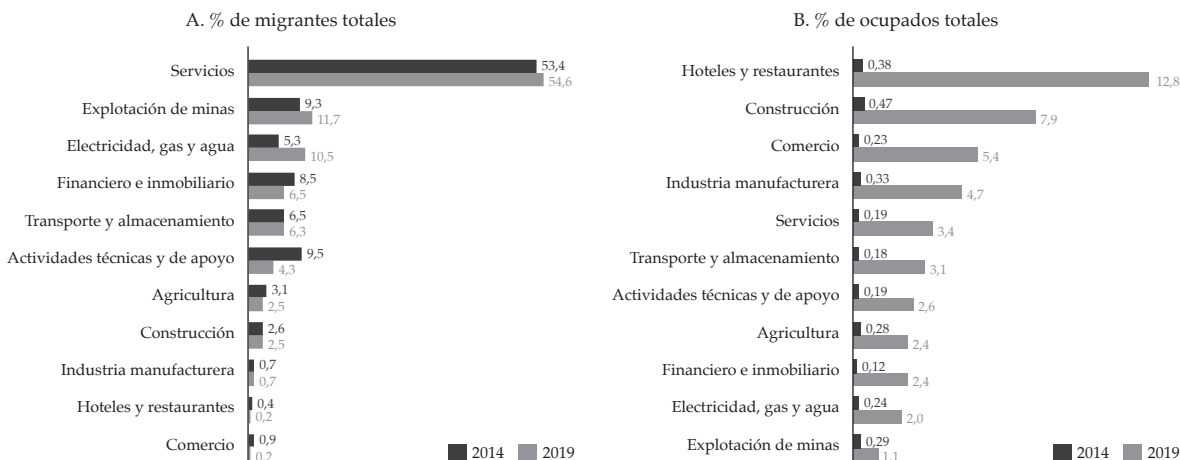 A. % de migrantes totales
Servicios 53,4 54,6
Explotación de minas 9,3 11,7
Electricidad, gas y agua 5,3 10,5
Financiero e inmobiliario 8,5 6,5
Transporte y almacenamiento 6,5 6,3
Actividades técnicas y de apoyo 9,5 4,3
Agricultura 3,1 2,5
Construcción 2,6 2,5
Industria manufacturera 0,7 0,7
Hoteles y restaurantes 0,4 0,2
Comercio 0,9 0,2
2014 2019
B. % de ocupados totales
Hoteles y restaurantes 0,38 12,8
Construcción 0,47 7,9
Comercio 0,23 5,4
Industria manufacturera 0,33 4,7
Servicios 0,19 3,4
Transporte y almacenamiento 0,18 3,1
Actividades técnicas y de apoyo 0,19 2,6
Agricultura 0,28 2,4
Financiero e inmobiliario 0,12 2,4
Electricidad, gas y agua 0,24 2,0
Explotación de minas 0,29 1,1
2014 2019